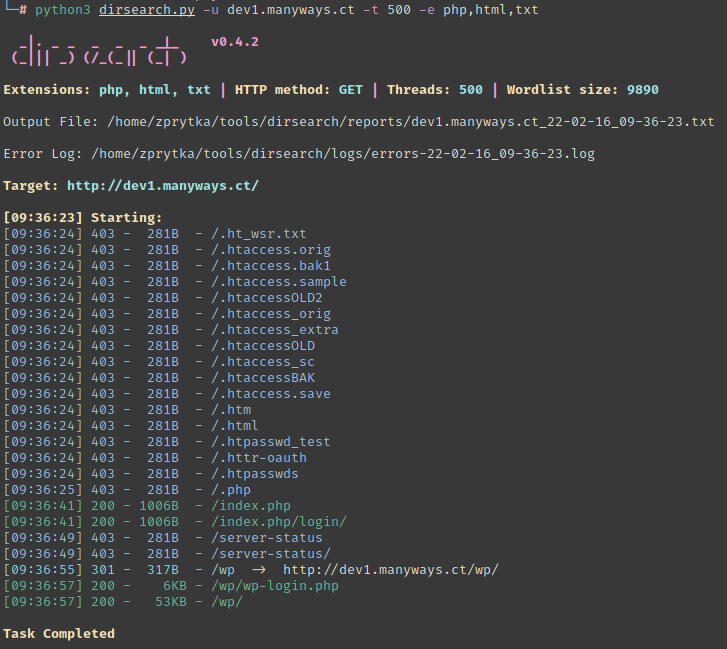 └─# python3 dirsearch.py -u dev1.manyways.ct -t 500 -e php,html,txt
  _|. _ _  _  _  _ _|_    v0.4.2
 (_||| _) (/_(_|| (_| )
Extensions: php, html, txt | HTTP method: GET | Threads: 500 | Wordlist size: 9890
Output File: /home/zprytka/tools/dirsearch/reports/dev1.manyways.ct_22-02-16_09-36-23.txt
Error Log: /home/zprytka/tools/dirsearch/logs/errors-22-02-16_09-36-23.log
Target: http://dev1.manyways.ct/
[09:36:23] Starting:
[09:36:24] 403 -  281B  - /.ht_wsr.txt
[09:36:24] 403 -  281B  - /.htaccess.orig
[09:36:24] 403 -  281B  - /.htaccess.bak1
[09:36:24] 403 -  281B  - /.htaccess.sample
[09:36:24] 403 -  281B  - /.htaccessOLD2
[09:36:24] 403 -  281B  - /.htaccess_orig
[09:36:24] 403 -  281B  - /.htaccess_extra
[09:36:24] 403 -  281B  - /.htaccessOLD
[09:36:24] 403 -  281B  - /.htaccess_sc
[09:36:24] 403 -  281B  - /.htaccessBAK
[09:36:24] 403 -  281B  - /.htaccess.save
[09:36:24] 403 -  281B  - /.htm
[09:36:24] 403 -  281B  - /.html
[09:36:24] 403 -  281B  - /.htpasswd_test
[09:36:24] 403 -  281B  - /.httr-oauth
[09:36:24] 403 -  281B  - /.htpasswds
[09:36:25] 403 -  281B  - /.php
[09:36:41] 200 - 1006B  - /index.php
[09:36:41] 200 - 1006B  - /index.php/login/
[09:36:49] 403 -  281B  - /server-status
[09:36:49] 403 -  281B  - /server-status/
[09:36:55] 301 -  317B  - /wp  ->  http://dev1.manyways.ct/wp/
[09:36:57] 200 -    6KB - /wp/wp-login.php
[09:36:57] 200 -   53KB - /wp/
Task Completed